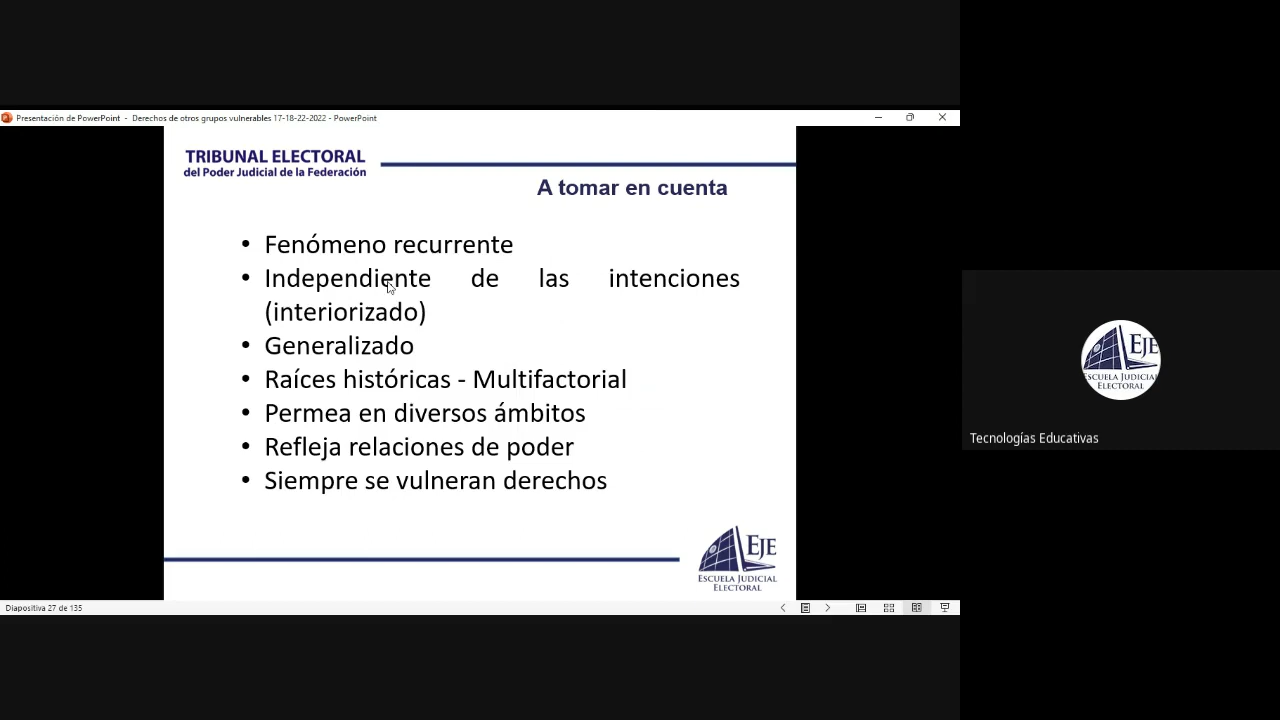 Presentación de PowerPoint - Derechos de otros grupos vulnerables 17-18-22-2022 - PowerPoint
TRIBUNAL ELECTORAL
del Poder Judicial de la Federación
A tomar en cuenta
• Fenómeno recurrente
• Independiente de las intenciones
(interiorizado)
• Generalizado
• Raíces históricas - Multifactorial
• Permea en diversos ámbitos
• Refleja relaciones de poder
• Siempre se vulneran derechos
EJE
ESCUELA JUDICIAL
ELECTORAL
Diapositiva 27 de 135
EJE
ESCUELA JUDICIAL
ELECTORAL
Tecnologías Educativas